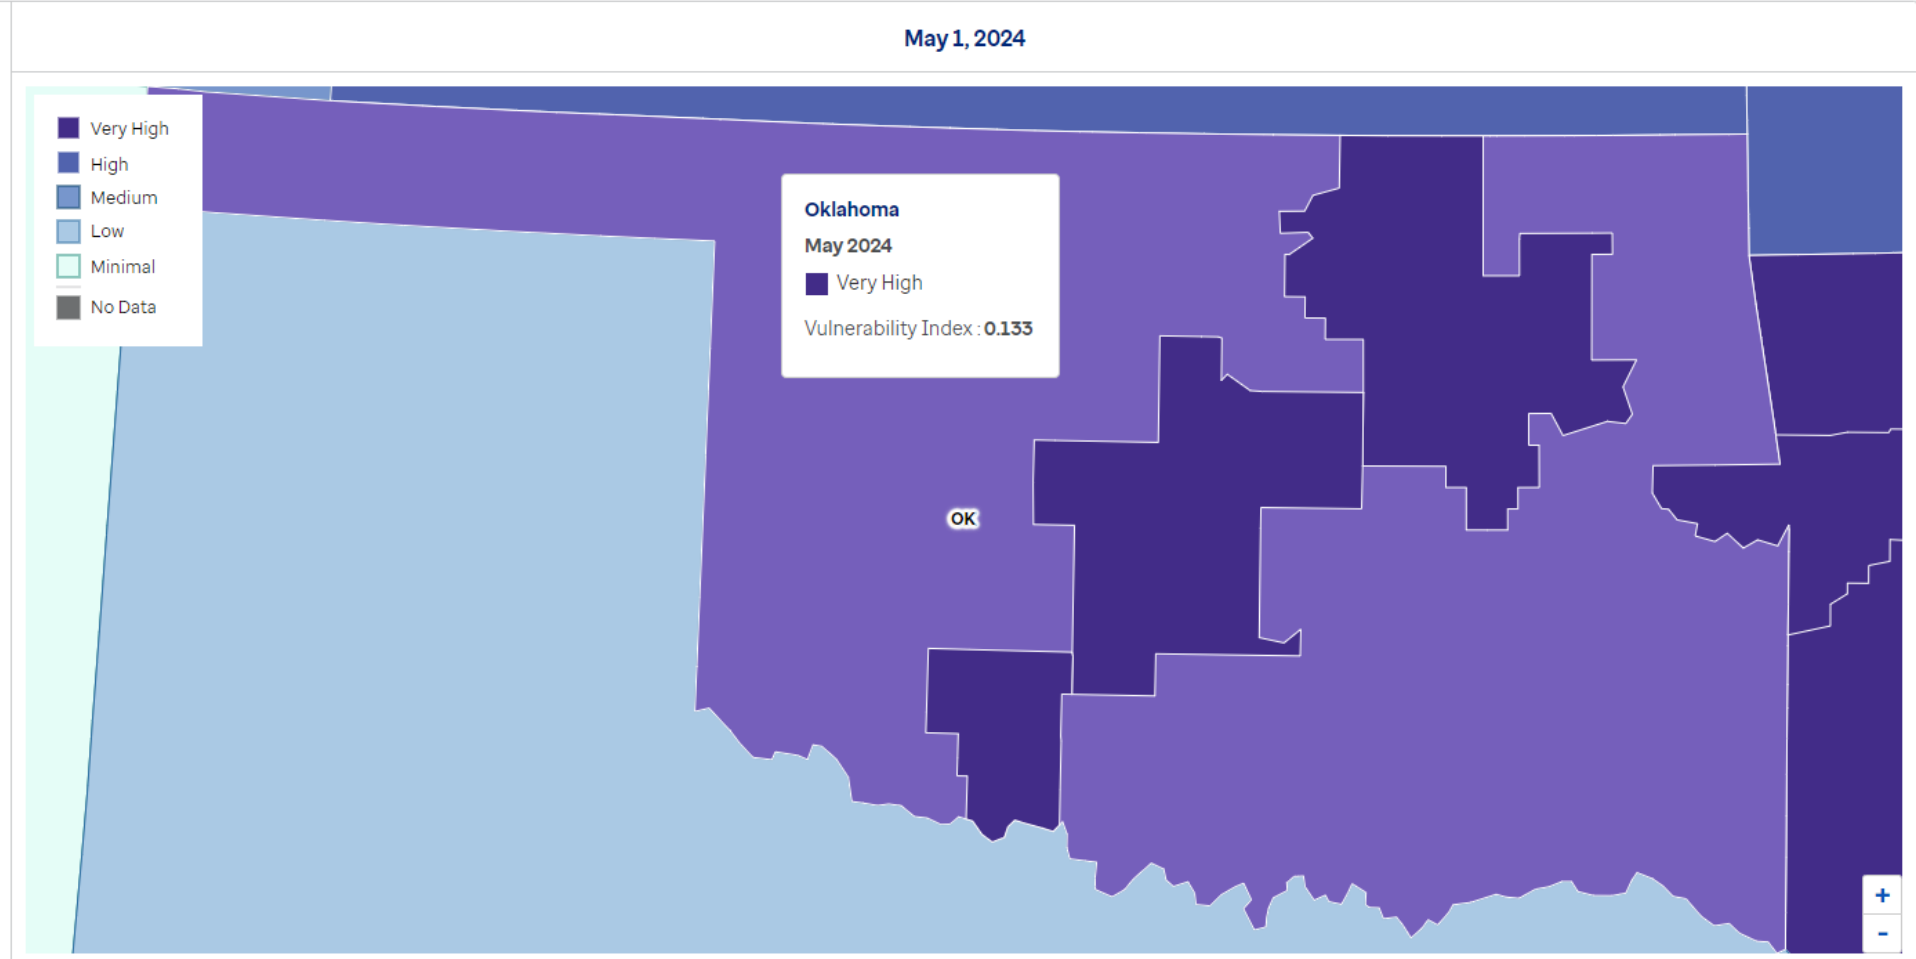 May 1, 2024
Very High
High
Medium
Low
Minimal
No Data
Oklahoma
May 2024
Very High
Vulnerability Index : 0.133
OK
+
-